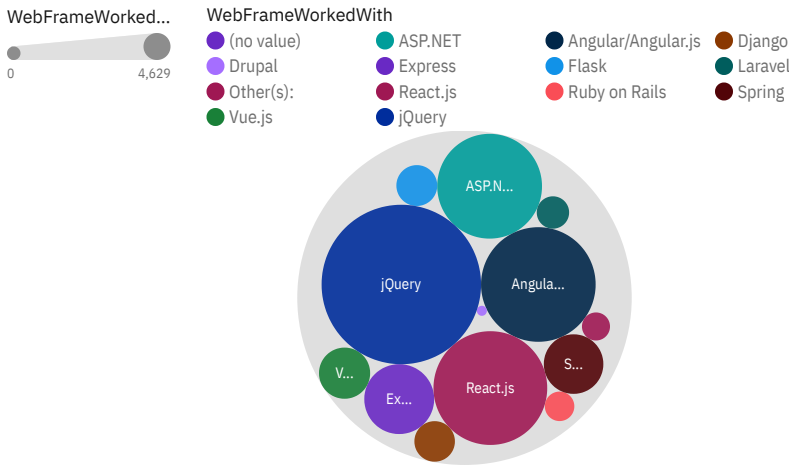 WebFrameWorked...
0
4,629
WebFrameWorkedWith
(no value)
ASP.NET
Angular/Angular.js
Django
Drupal
Express
Flask
Laravel
Other(s):
React.js
Ruby on Rails
Spring
Vue.js
jQuery
ASP.N...
jQuery
Angula...
S...
V...
Ex...
React.js